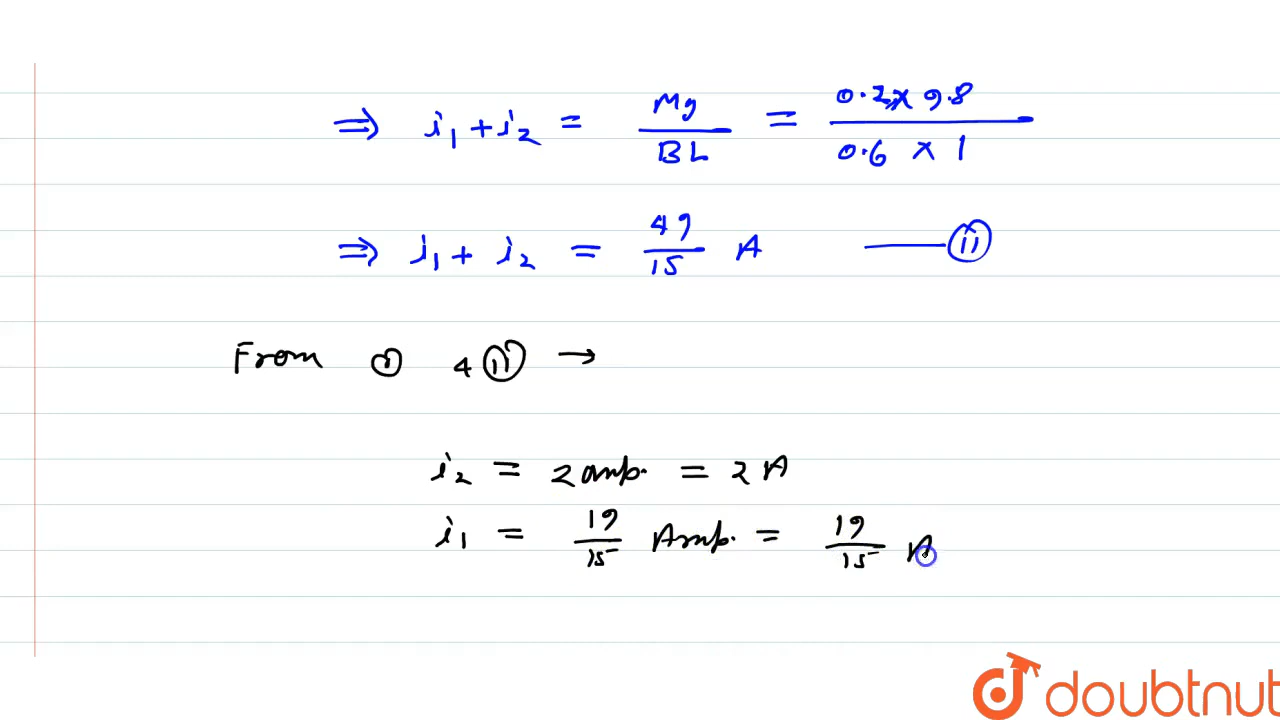 ⇒ i₁ + i₂ = Mg/BL = 0.2 × 9.8/0.6 × 1
⇒ i₁ + i₂ = 49/15 A —— (ii)
From (i) & (ii) →
i₂ = 2 amp. = 2 A
i₁ = 19/15 Amp. = 19/15 A
doubtnut